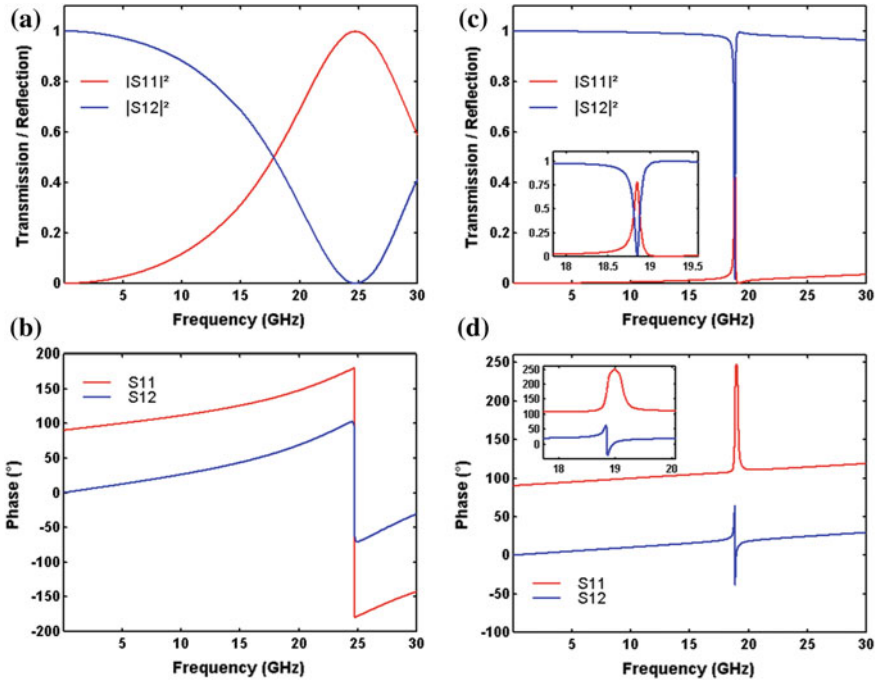 (a)
Transmission / Reflection)
1
0.8
0.6
0.4
0.2
0
|S11|²
|S12|²
5 10 15 20 25 30
Frequency (GHz)
(b)
Phase (°)
200
150
100
50
0
-50
-100
-150
-200
S11
S12
5 10 15 20 25 30
Frequency (GHz)
(c)
Transmission / Reflection)
1
0.8
0.6
0.4
0.2
0
|S11|²
|S12|²
1
0.75
0.5
0.25
0
18 18.5 19 19.5
5 10 15 20 25 30
Frequency (GHz)
(d)
Phase (°)
250
200
150
100
50
0
-50
-100
250
200
150
100
50
0
18 19 20
S11
S12
5 10 15 20 25 30
Frequency (GHz)